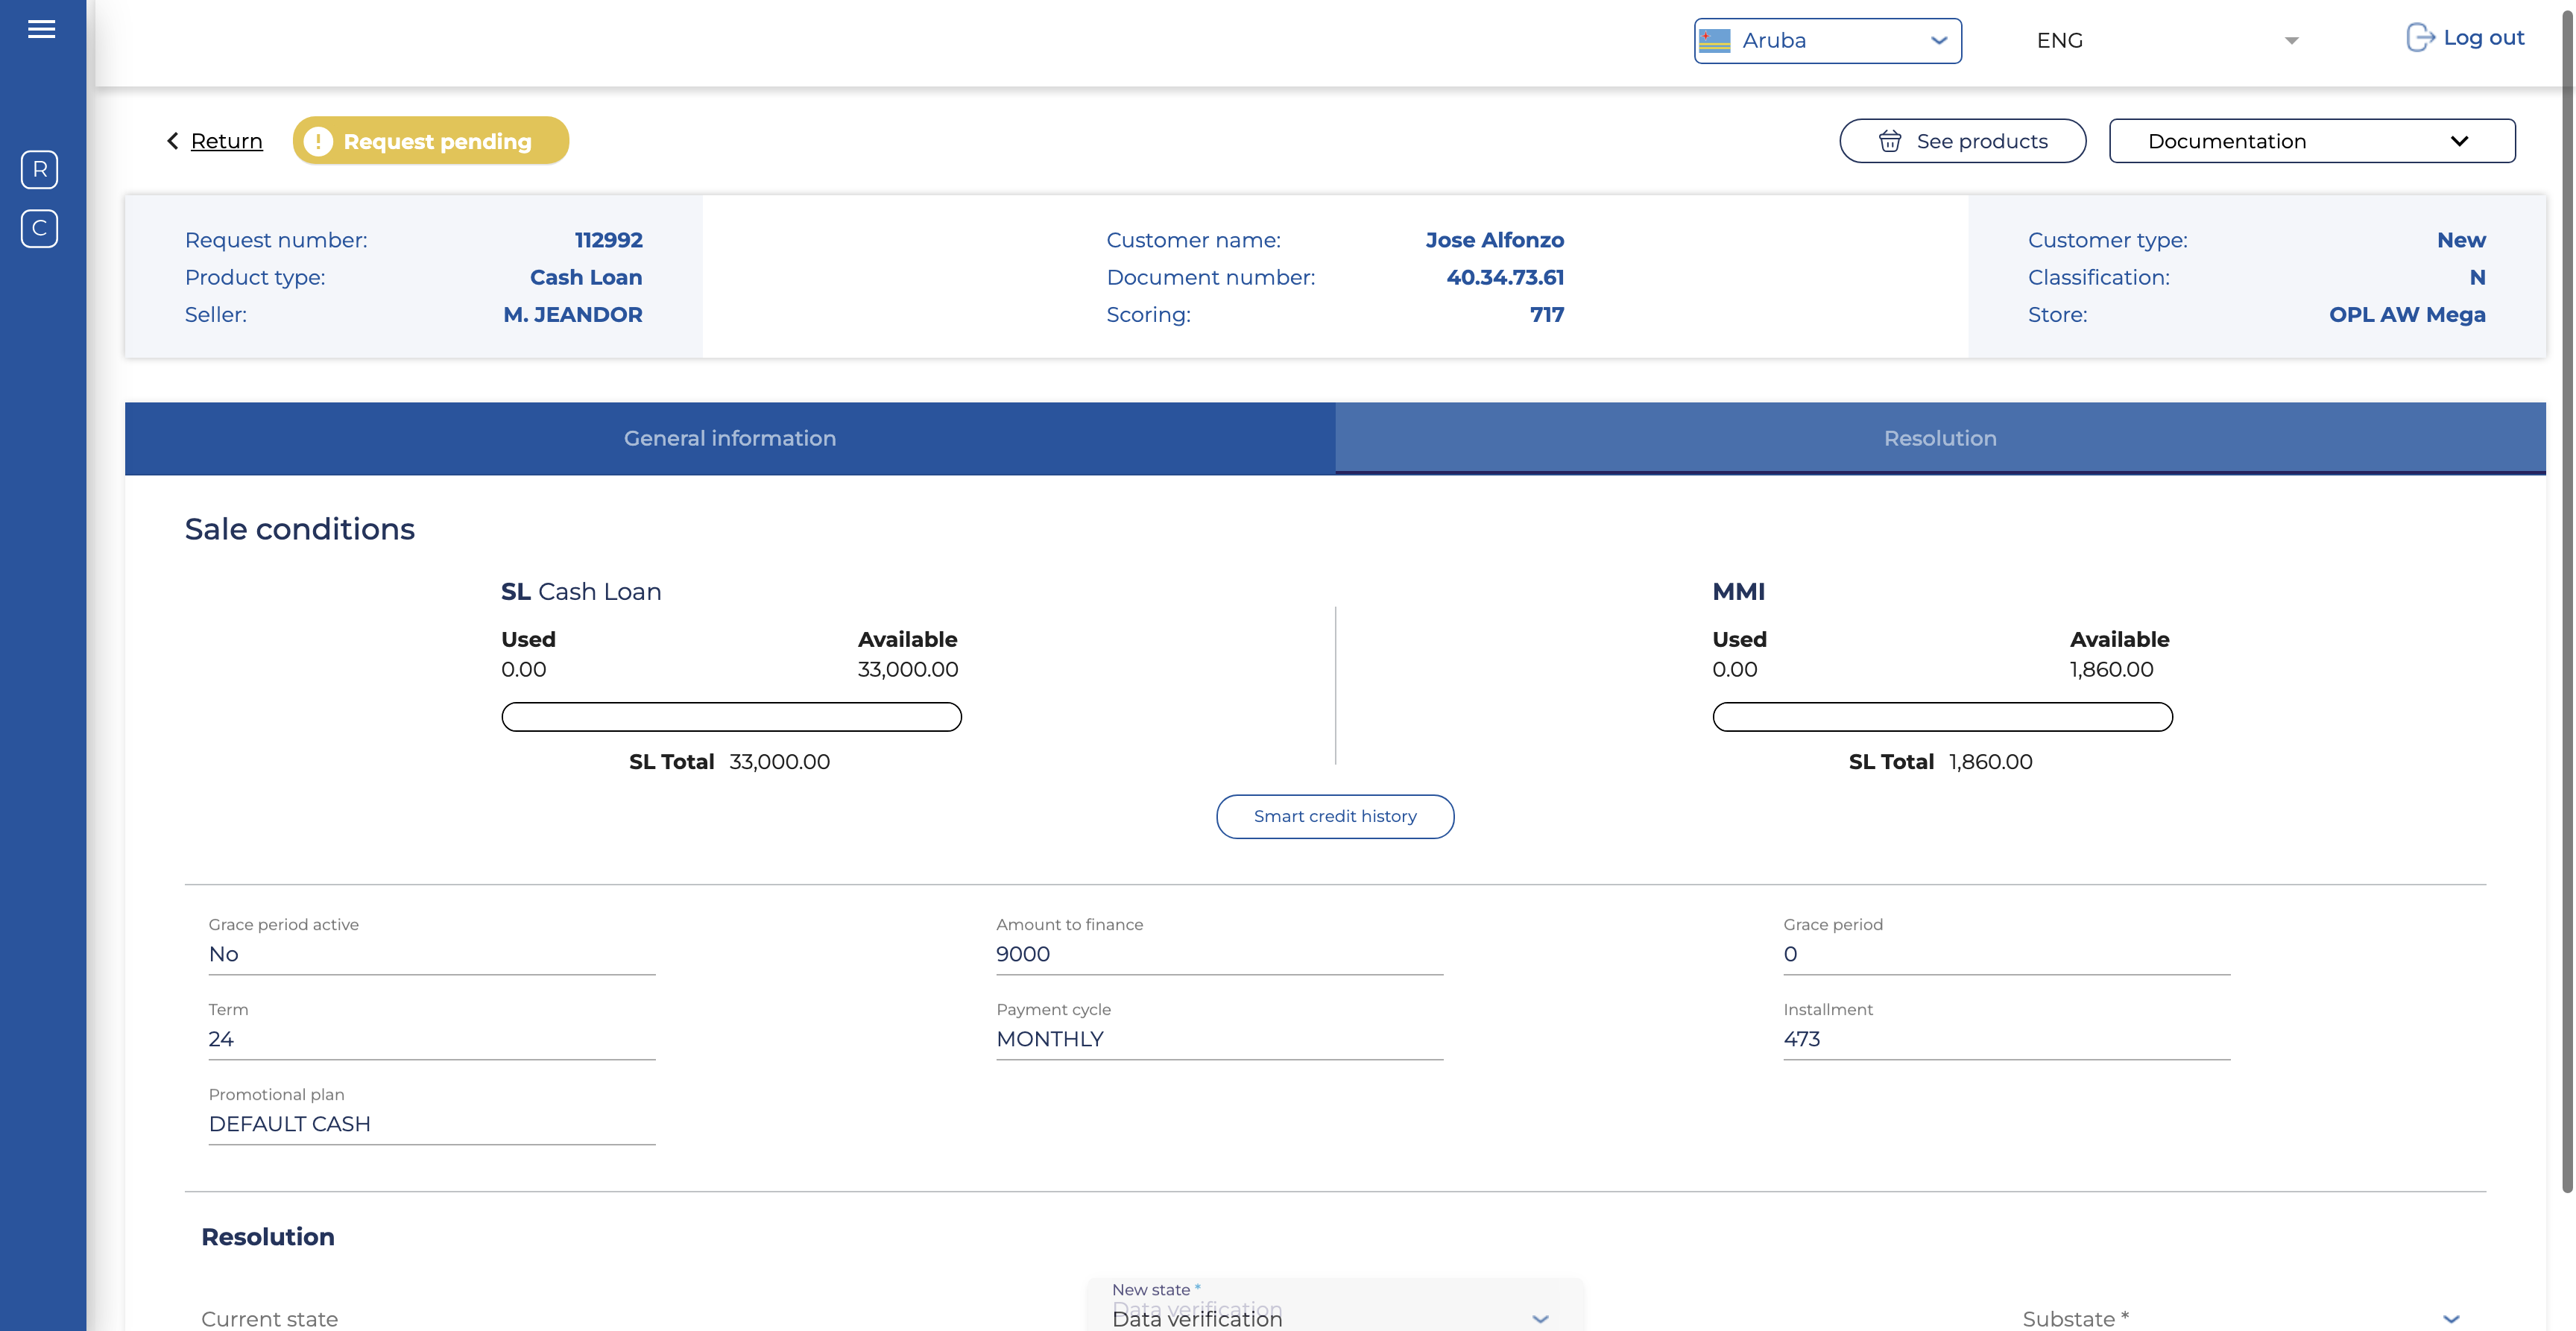 Aruba
ENG
Log out
Return
Request pending
See products
Documentation
R
C
Request number: 112992
Product type: Cash Loan
Seller: M. JEANDOR
Customer name: Jose Alfonzo
Document number: 40.34.73.61
Scoring: 717
Customer type: New
Classification: N
Store: OPL AW Mega
General information
Resolution
Sale conditions
SL Cash Loan
Used Available
0.00 33,000.00
SL Total 33,000.00
MMI
Used Available
0.00 1,860.00
SL Total 1,860.00
Smart credit history
Grace period active
No
Amount to finance
9000
Grace period
0
Term
24
Payment cycle
MONTHLY
Installment
473
Promotional plan
DEFAULT CASH
Resolution
Current state
New state *
Data verification
Data verification
Substate *